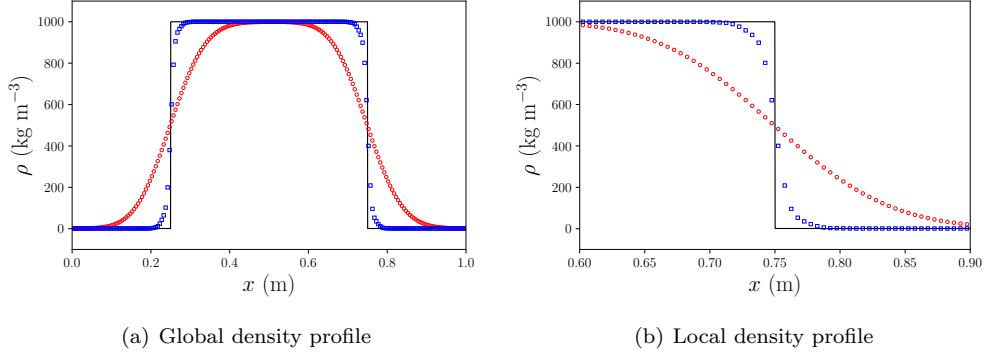 1000
800
600
400
200
0
ρ (kg m−3)
0.0 0.2 0.4 0.6 0.8 1.0
x (m)
(a) Global density profile
1000
800
600
400
200
0
ρ (kg m−3)
0.60 0.65 0.70 0.75 0.80 0.85 0.90
x (m)
(b) Local density profile